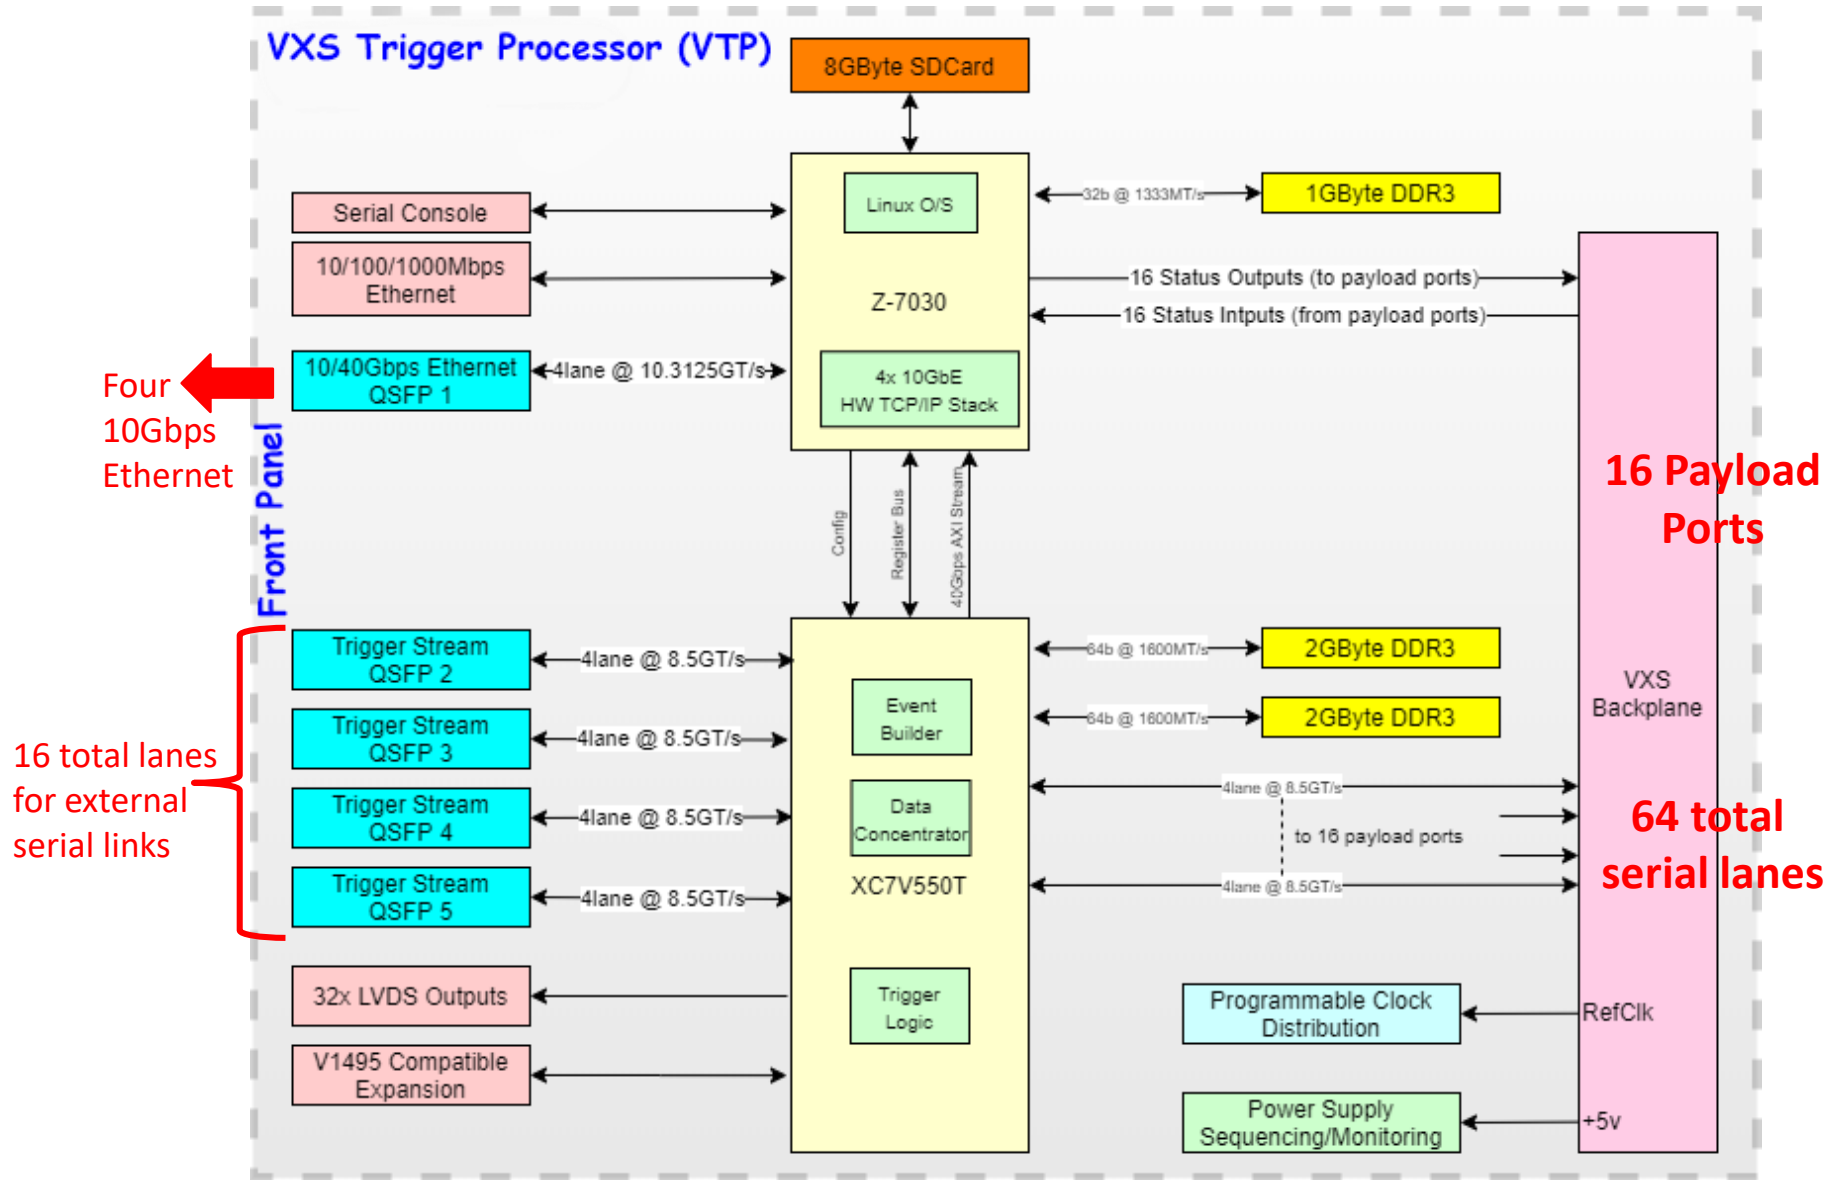 VXS Trigger Processor (VTP)
8GByte SDCard
Serial Console
10/100/1000Mbps
Ethernet
10/40Gbps Ethernet
QSFP 1
4lane @ 10.3125GT/s
Four
10Gbps
Ethernet
Front Panel
Linux O/S
Z-7030
4x 10GbE
HW TCP/IP Stack
32b @ 1333MT/s
1GByte DDR3
16 Status Outputs (to payload ports)
16 Status Intputs (from payload ports)
Config
Register Bus
40Gbps AXI Stream
16 Payload
Ports
16 total lanes
for external
serial links
Trigger Stream
QSFP 2
4lane @ 8.5GT/s
Trigger Stream
QSFP 3
4lane @ 8.5GT/s
Trigger Stream
QSFP 4
4lane @ 8.5GT/s
Trigger Stream
QSFP 5
4lane @ 8.5GT/s
32x LVDS Outputs
V1495 Compatible
Expansion
Event
Builder
Data
Concentrator
XC7V550T
Trigger
Logic
64b @ 1600MT/s
2GByte DDR3
64b @ 1600MT/s
2GByte DDR3
4lane @ 8.5GT/s
to 16 payload ports
4lane @ 8.5GT/s
VXS
Backplane
64 total
serial lanes
Programmable Clock
Distribution
RefClk
Power Supply
Sequencing/Monitoring
+5v